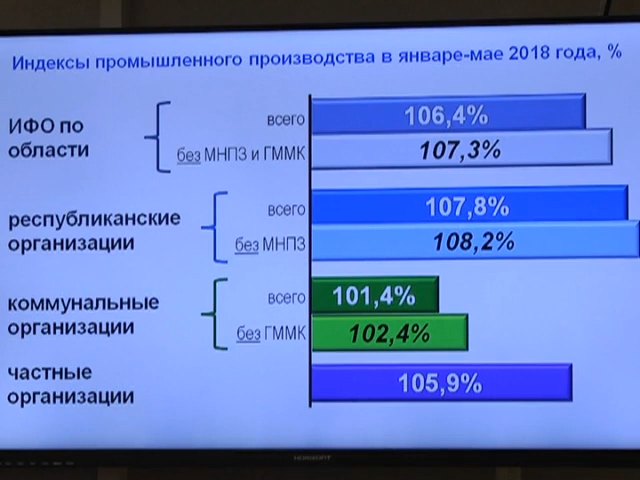 Индексы промышленного производства в январе-мае 2018 года, %
ИФО по
области
всего
106,4%
без МНПЗ и ГММК
107,3%
республиканские
организации
всего
107,8%
без МНПЗ
108,2%
коммунальные
организации
всего
101,4%
без ГММК
102,4%
частные
организации
105,9%
HORIZONT